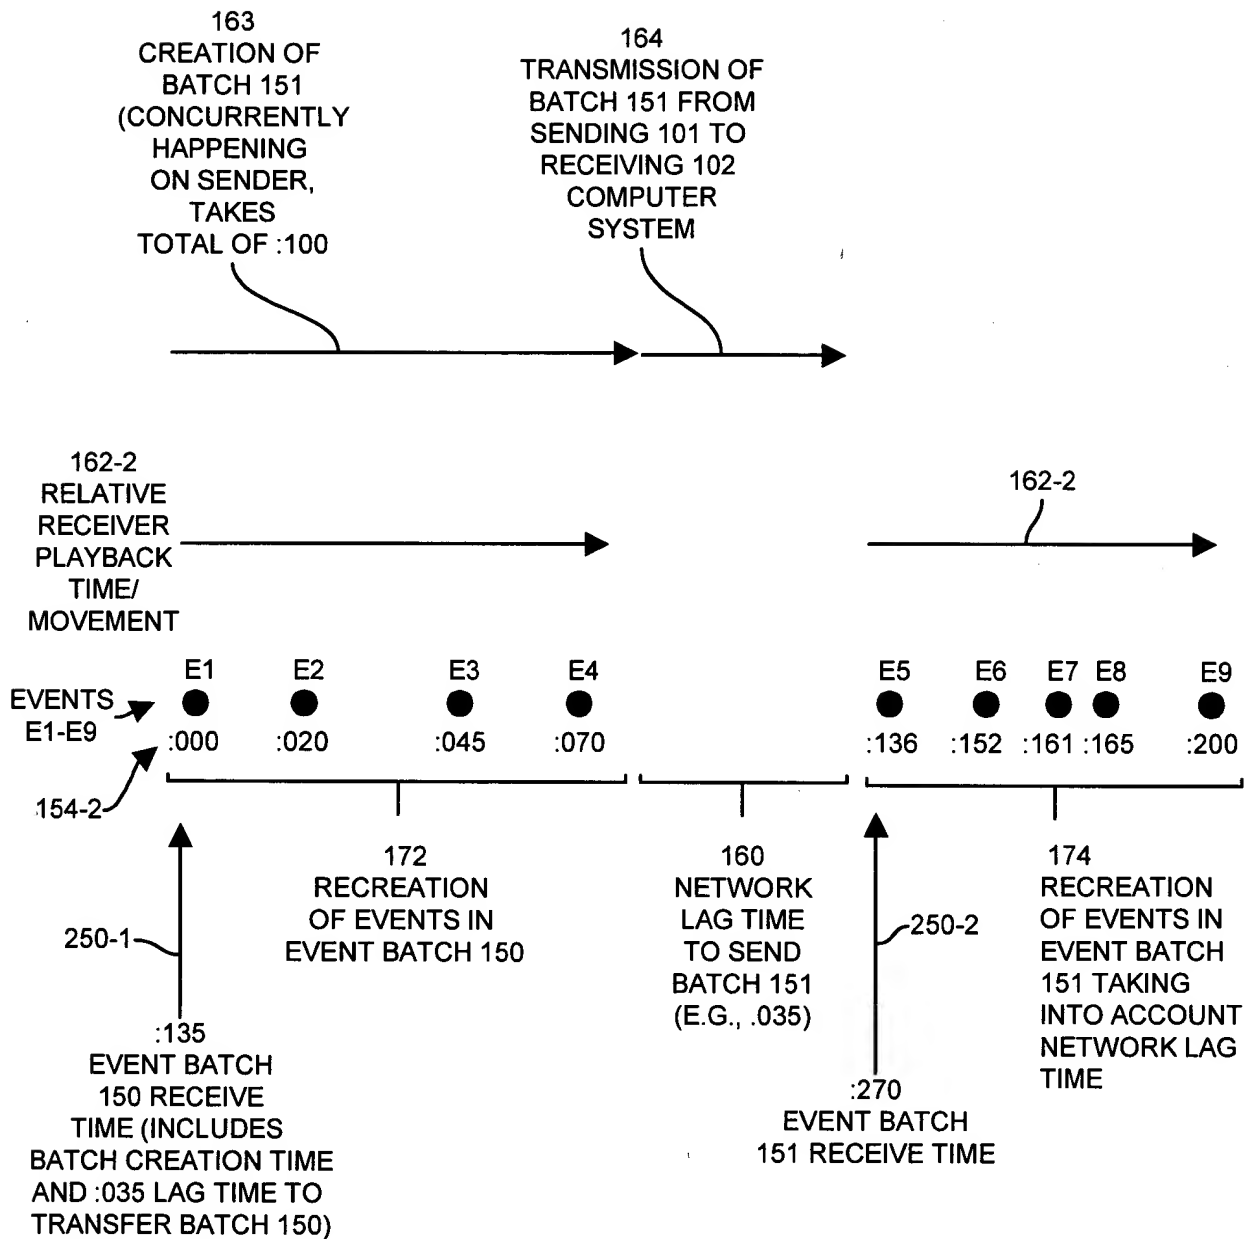 163
CREATION OF
BATCH 151
(CONCURRENTLY
HAPPENING
ON SENDER,
TAKES
TOTAL OF :100
164
TRANSMISSION OF
BATCH 151 FROM
SENDING 101 TO
RECEIVING 102
COMPUTER
SYSTEM
162-2
RELATIVE
RECEIVER
PLAYBACK
TIME/
MOVEMENT
162-2
E1 E2 E3 E4 E5 E6 E7 E8 E9
EVENTS
E1-E9
:000 :020 :045 :070 :136 :152 :161 :165 :200
154-2
172
RECREATION
OF EVENTS IN
EVENT BATCH 150
160
NETWORK
LAG TIME
TO SEND
BATCH 151
(E.G., .035)
174
RECREATION
OF EVENTS IN
EVENT BATCH
151 TAKING
INTO ACCOUNT
NETWORK LAG
TIME
250-1
250-2
:135
EVENT BATCH
150 RECEIVE
TIME (INCLUDES
BATCH CREATION TIME
AND :035 LAG TIME TO
TRANSFER BATCH 150)
:270
EVENT BATCH
151 RECEIVE TIME